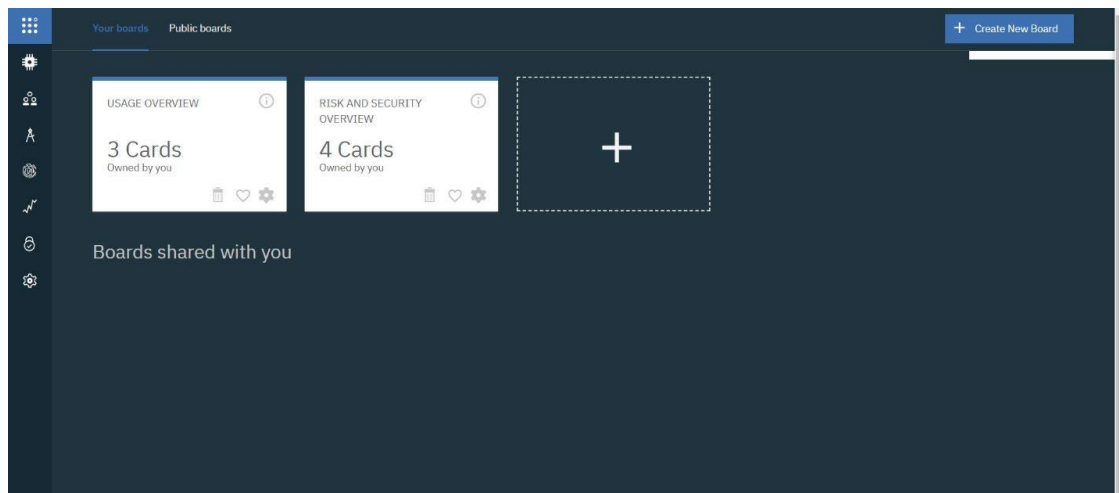 Your boards
Public boards
+ Create New Board
USAGE OVERVIEW
3 Cards
Owned by you
RISK AND SECURITY
OVERVIEW
4 Cards
Owned by you
Boards shared with you